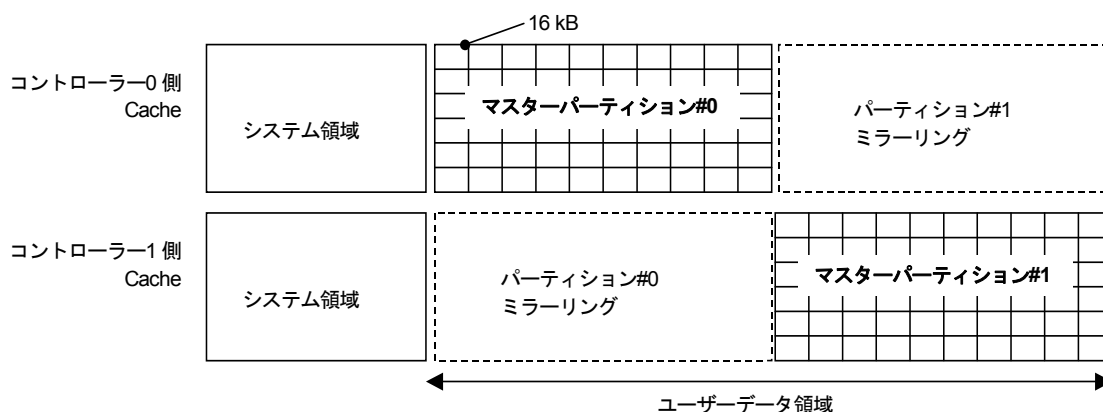 16 kB
コントローラー0 側
Cache
システム領域
マスターパーティション#0
パーティション#1
ミラーリング
コントローラー1 側
Cache
システム領域
パーティション#0
ミラーリング
マスターパーティション#1
ユーザーデータ領域